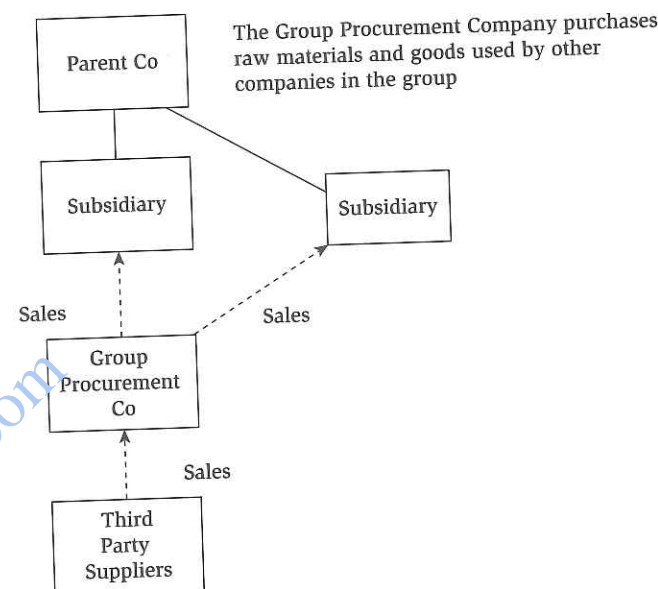 The Group Procurement Company purchases
raw materials and goods used by other
companies in the group
Parent Co
Subsidiary
Subsidiary
Sales
Sales
Group
Procurement
Co
Sales
Third
Party
Suppliers